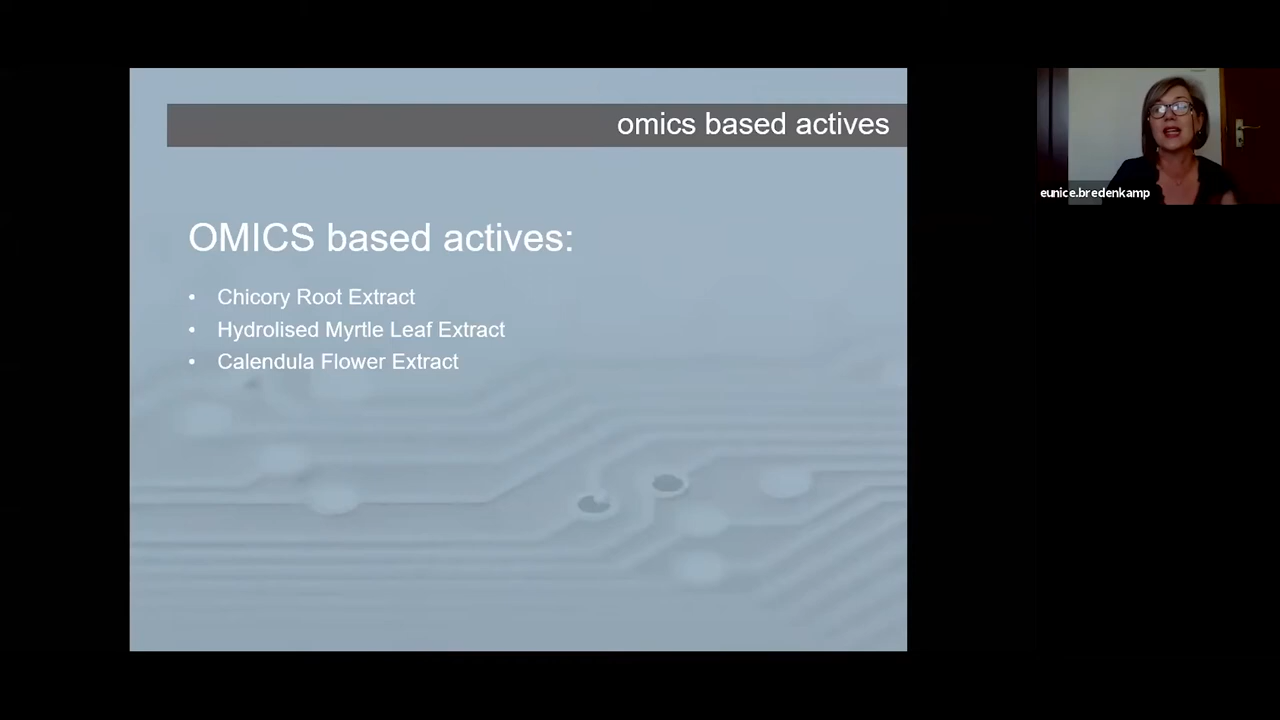 omics based actives
OMICS based actives:
• Chicory Root Extract
• Hydrolised Myrtle Leaf Extract
• Calendula Flower Extract
eunice.bredenkamp